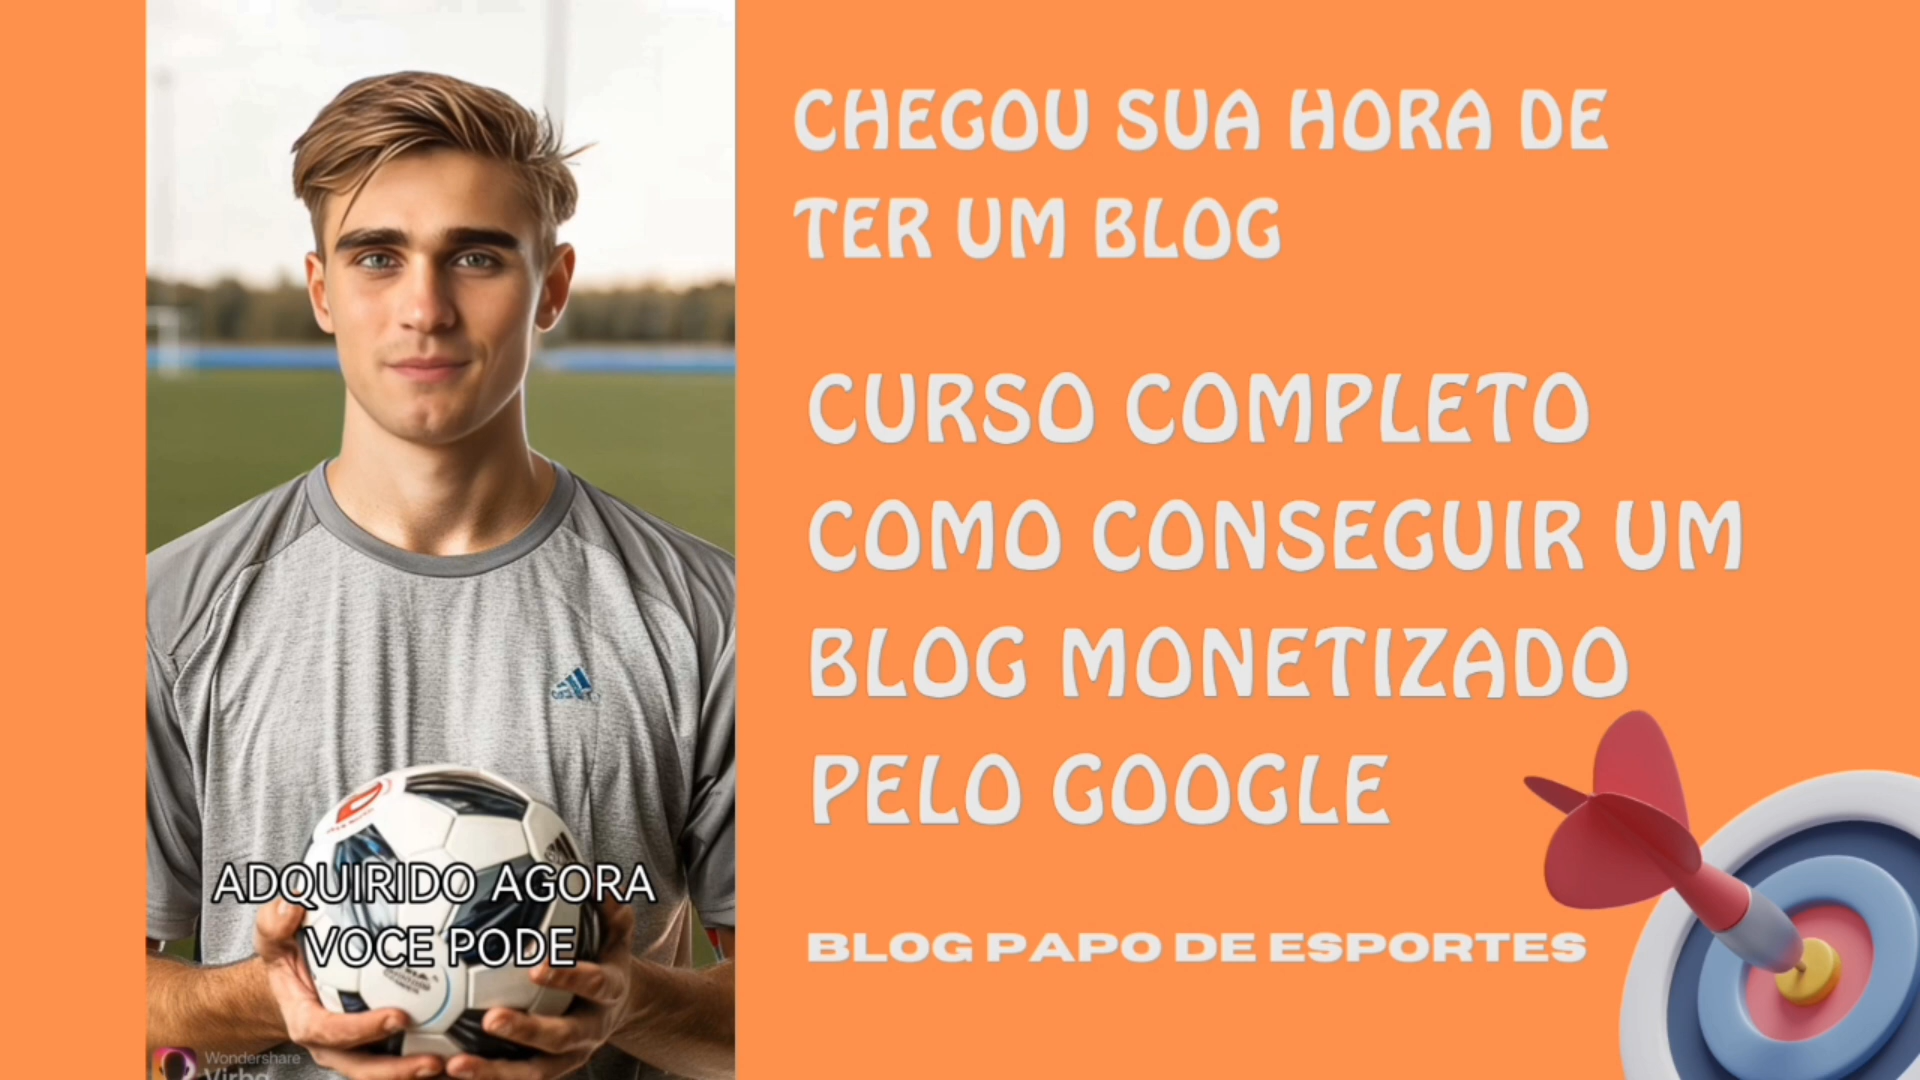 CHEGOU SUA HORA DE
TER UM BLOG
CURSO COMPLETO
COMO CONSEGUIR UM
BLOG MONETIZADO
PELO GOOGLE
BLOG PAPO DE ESPORTES
ADQUIRIDO AGORA
VOCE PODE
Wondershare
Virbo